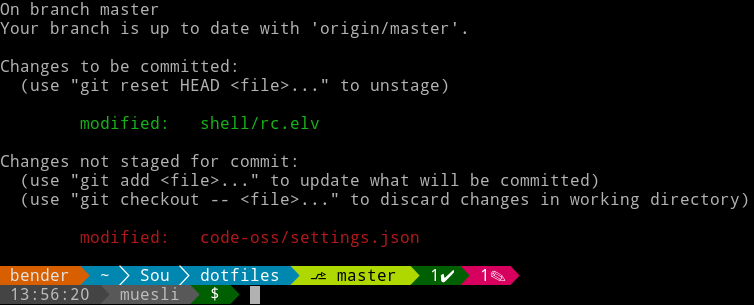 On branch master
Your branch is up to date with 'origin/master'.
Changes to be committed:
(use "git reset HEAD <file>..." to unstage)
modified: shell/rc.elv
Changes not staged for commit:
(use "git add <file>..." to update what will be committed)
(use "git checkout -- <file>..." to discard changes in working directory)
modified: code-oss/settings.json
bender ~ Sou dotfiles master 1✔ 1✎
13:56:20 muesli $